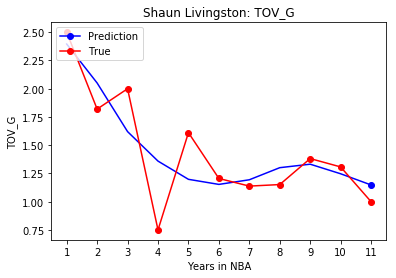 Shaun Livingston: TOV_G
2.50
2.25
2.00
1.75
1.50
1.25
1.00
0.75
TOV_G
Prediction
True
1 2 3 4 5 6 7 8 9 10 11
Years in NBA